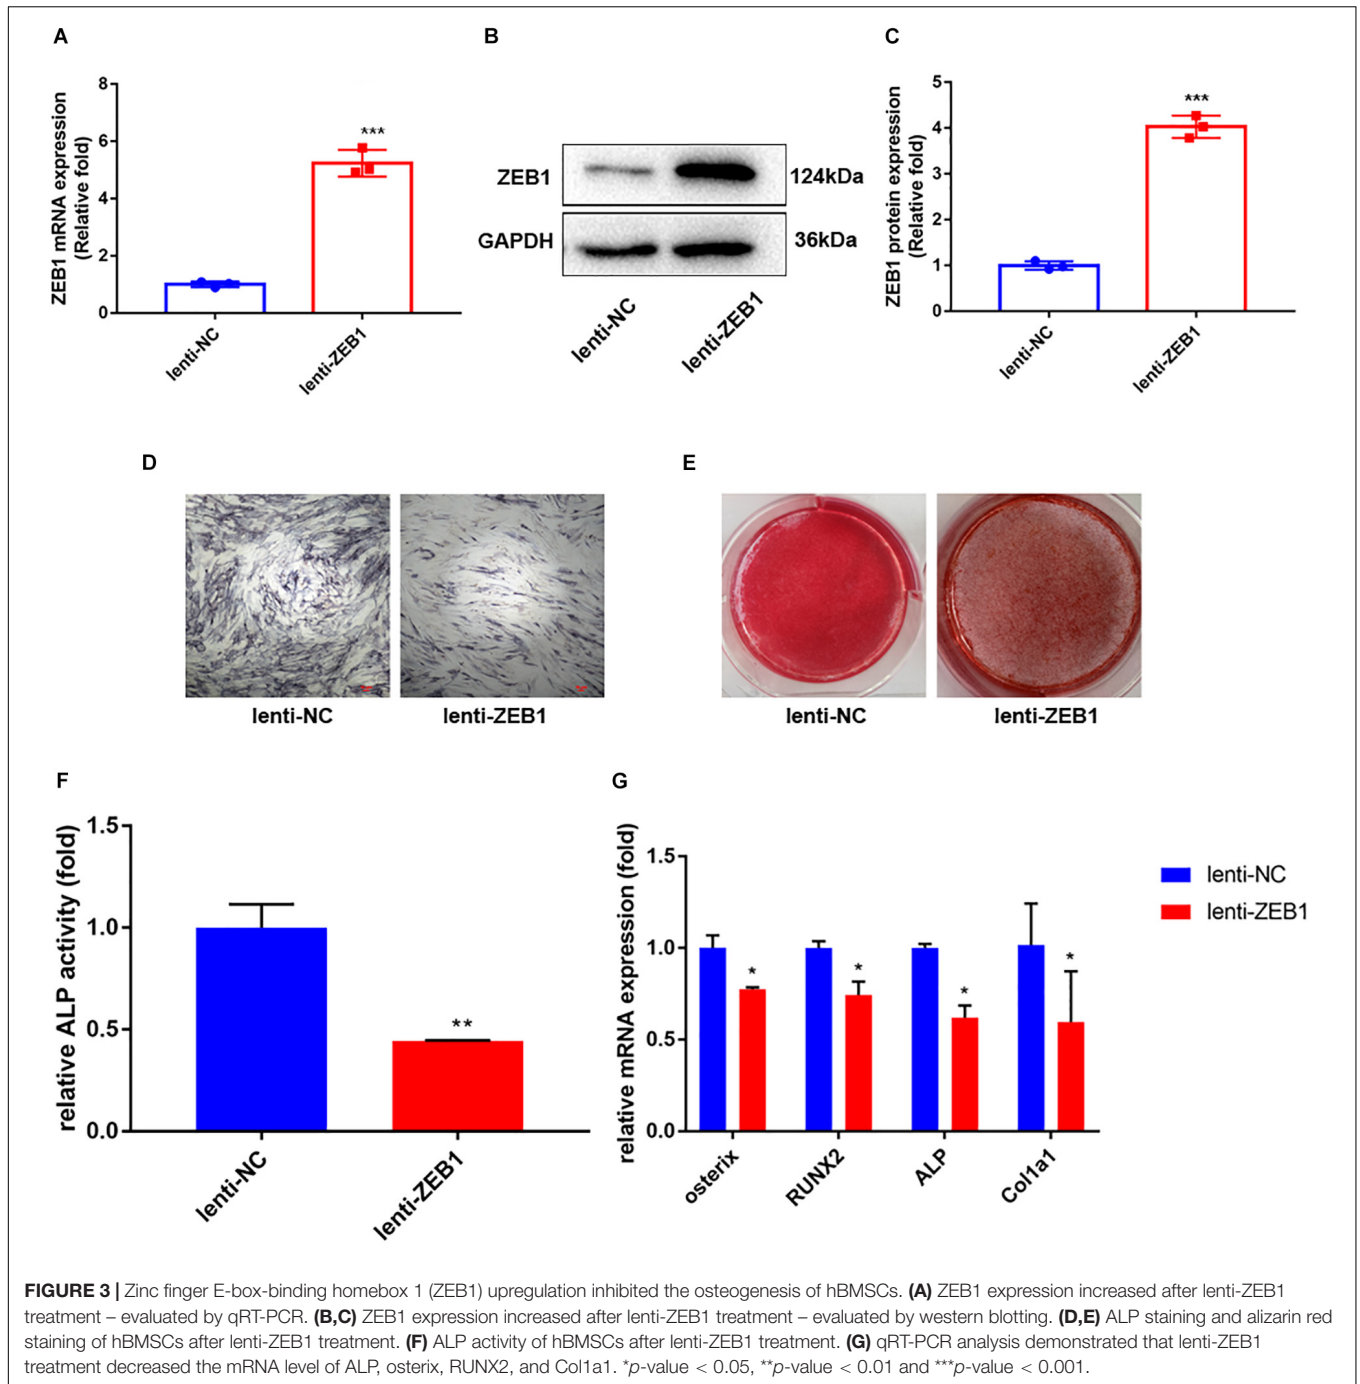 A
B
C
ZEB1 mRNA expression
(Relative fold)
8
6
4
2
0
***
lenti-NC
lenti-ZEB1
ZEB1
124kDa
GAPDH
36kDa
lenti-NC
lenti-ZEB1
ZEB1 protein expression
(Relative fold)
5
4
3
2
1
0
***
lenti-NC
lenti-ZEB1
D
E
lenti-NC
lenti-ZEB1
lenti-NC
lenti-ZEB1
F
G
relative ALP activity (fold)
1.5
1.0
0.5
0.0
**
lenti-NC
lenti-ZEB1
relative mRNA expression (fold)
1.5
1.0
0.5
0.0
*
*
*
*
osterix
RUNX2
ALP
Col1a1
lenti-NC
lenti-ZEB1
FIGURE 3 | Zinc finger E-box-binding homebox 1 (ZEB1) upregulation inhibited the osteogenesis of hBMSCs. (A) ZEB1 expression increased after lenti-ZEB1
treatment – evaluated by qRT-PCR. (B,C) ZEB1 expression increased after lenti-ZEB1 treatment – evaluated by western blotting. (D,E) ALP staining and alizarin red
staining of hBMSCs after lenti-ZEB1 treatment. (F) ALP activity of hBMSCs after lenti-ZEB1 treatment. (G) qRT-PCR analysis demonstrated that lenti-ZEB1
treatment decreased the mRNA level of ALP, osterix, RUNX2, and Col1a1. *p-value < 0.05, **p-value < 0.01 and ***p-value < 0.001.